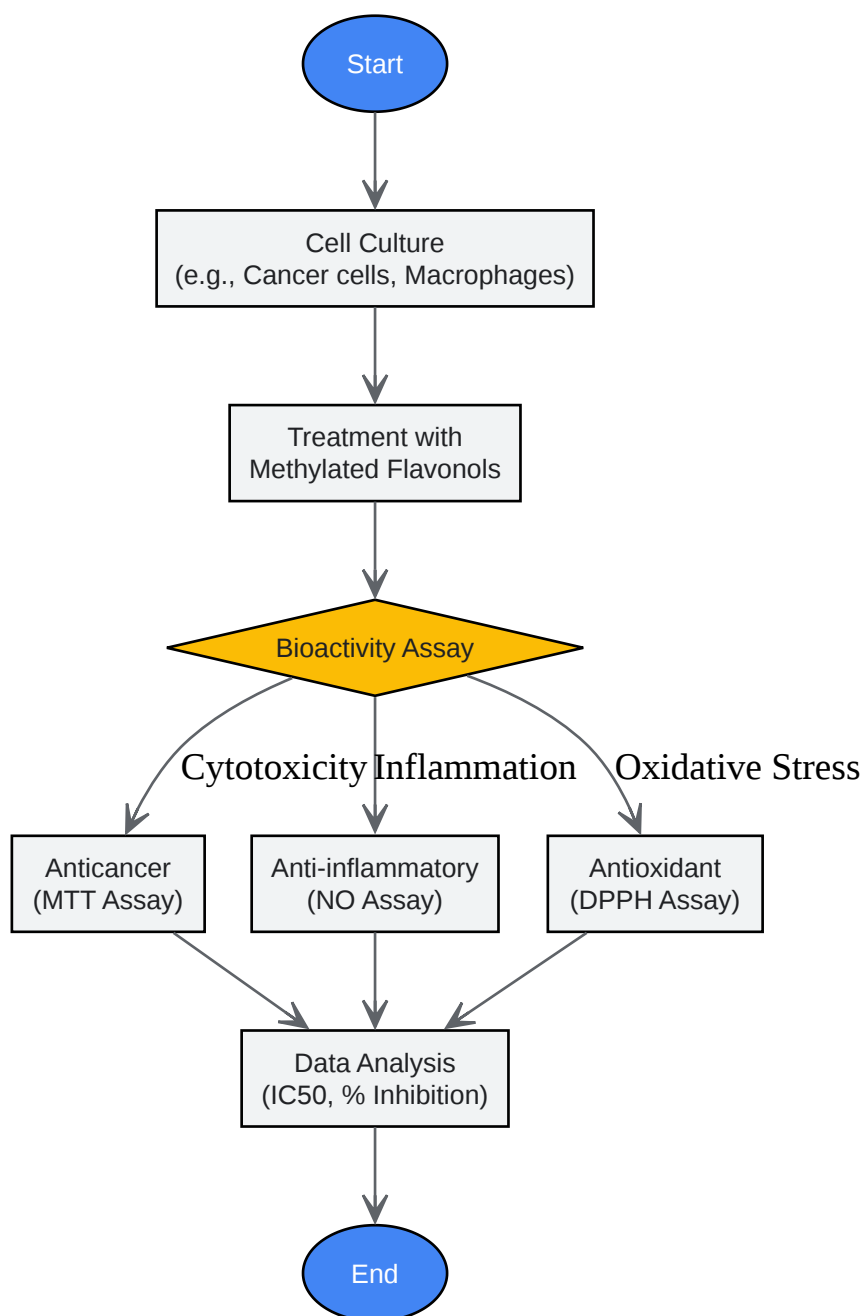 Start
Cell Culture
(e.g., Cancer cells, Macrophages)
Treatment with
Methylated Flavonols
Bioactivity Assay
Cytotoxicity
Inflammation
Oxidative Stress
Anticancer
(MTT Assay)
Anti-inflammatory
(NO Assay)
Antioxidant
(DPPH Assay)
Data Analysis
(IC50, % Inhibition)
End